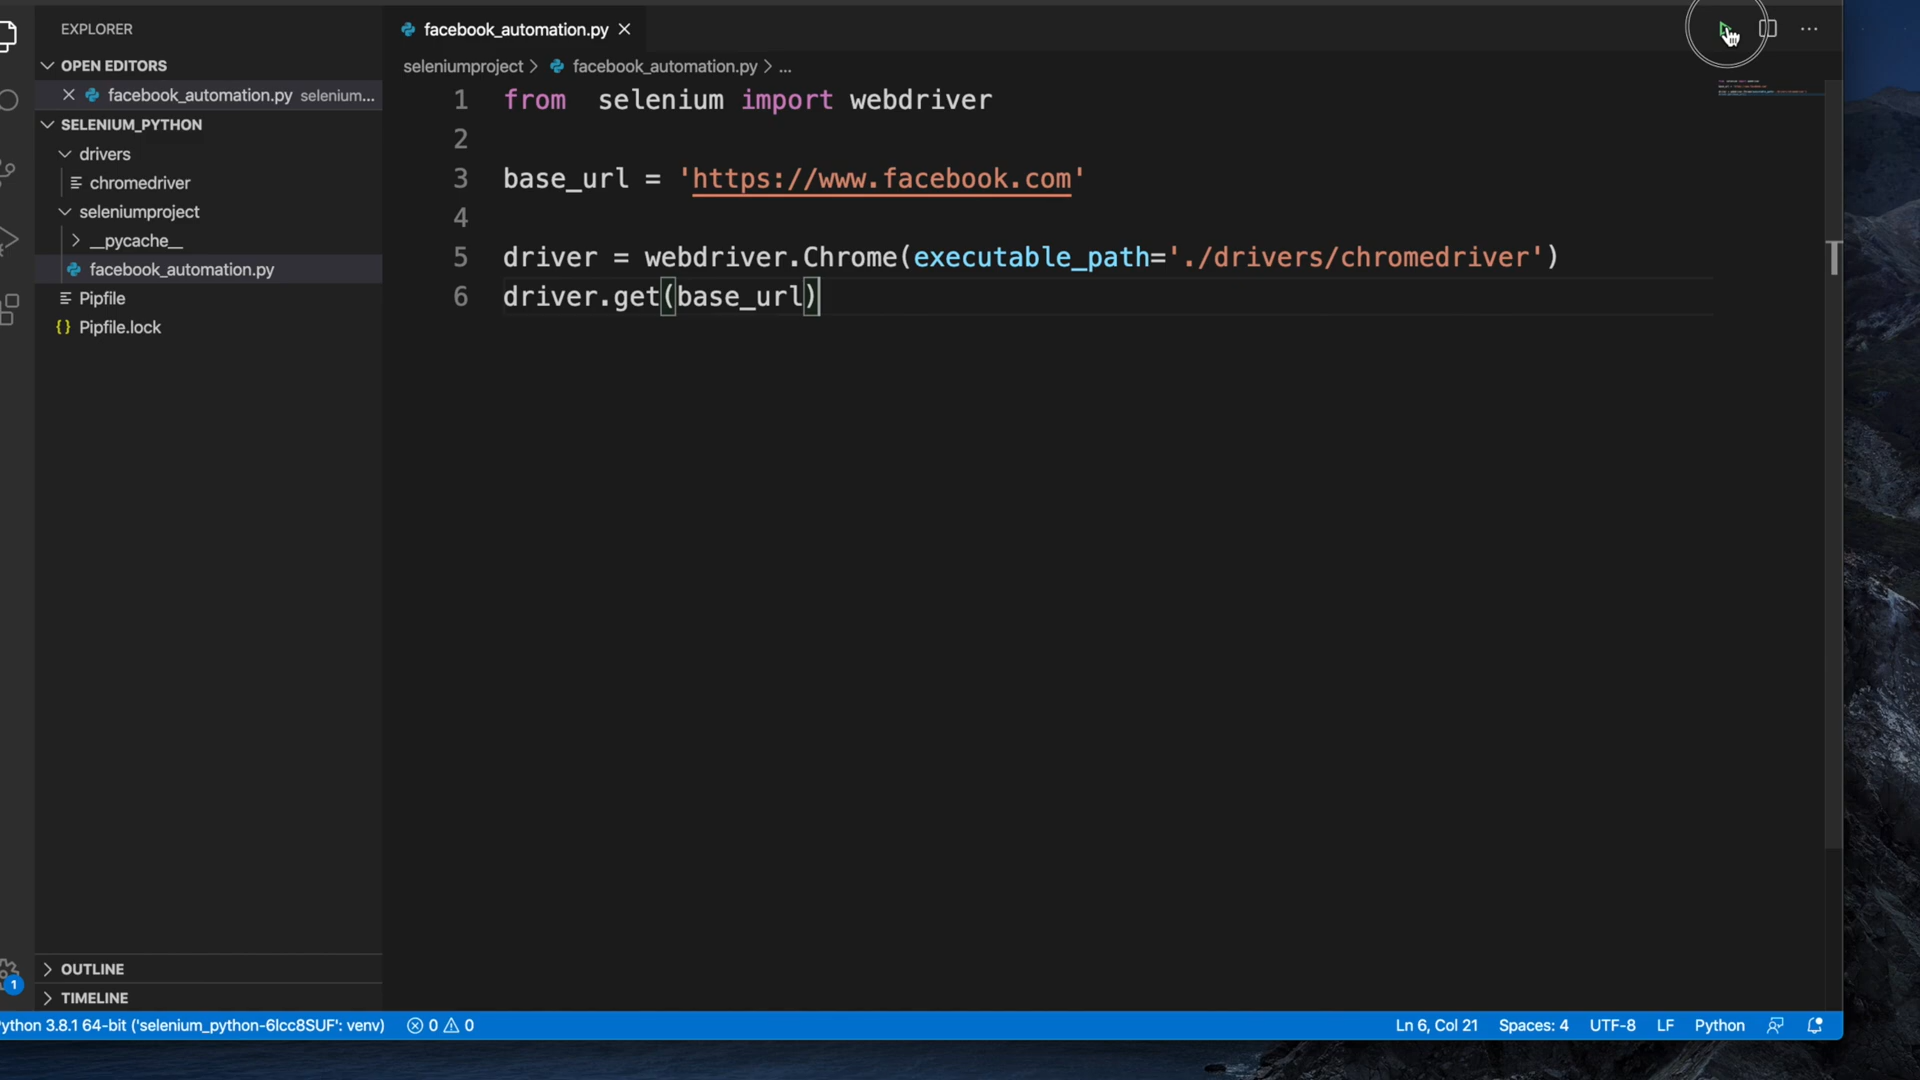 EXPLORER
OPEN EDITORS
facebook_automation.py selenium...
SELENIUM_PYTHON
drivers
chromedriver
seleniumproject
__pycache__
facebook_automation.py
Pipfile
{} Pipfile.lock
OUTLINE
TIMELINE
1
facebook_automation.py
seleniumproject > facebook_automation.py > ...
1 from  selenium import webdriver
2
3 base_url = 'https://www.facebook.com'
4
5 driver = webdriver.Chrome(executable_path='./drivers/chromedriver')
6 driver.get(base_url)
ython 3.8.1 64-bit ('selenium_python-6lcc8SUF': venv) 0 0 Ln 6, Col 21 Spaces: 4 UTF-8 LF Python